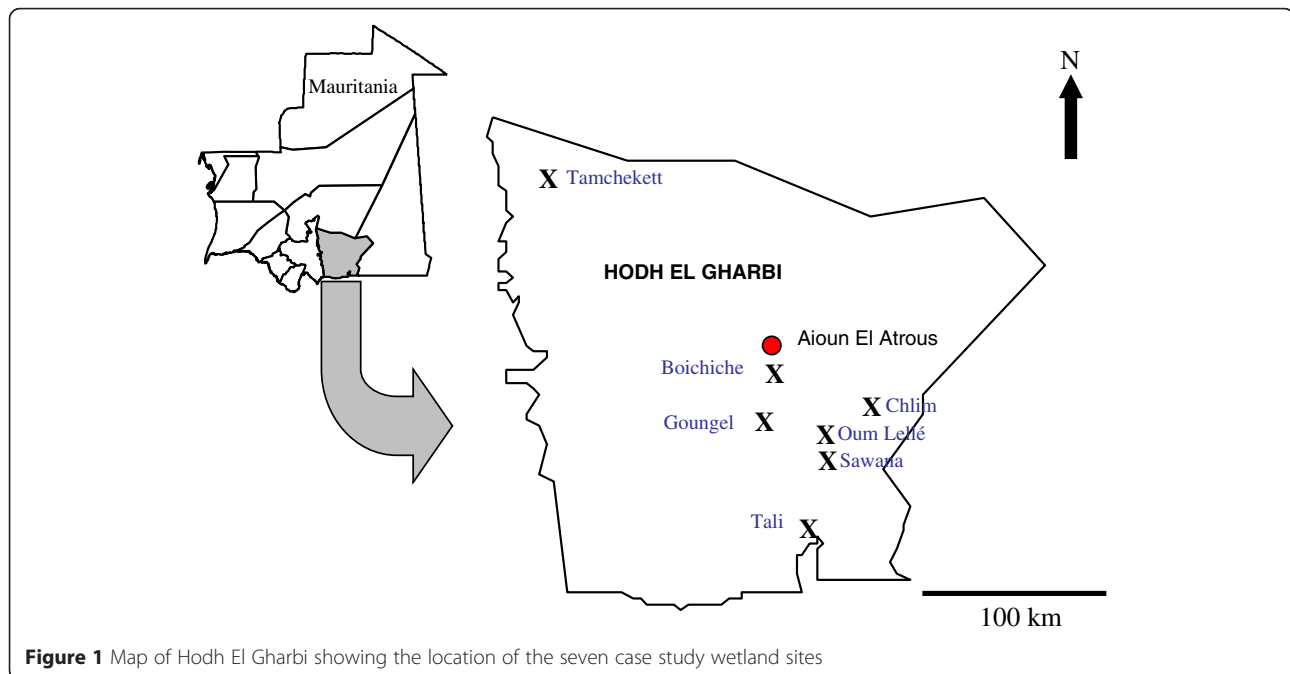 N
Mauritania
X Tamchekett
HODH EL GHARBI
Aioun El Atrous
Boichiche X
X Chlim
Goungel X
X Oum Lellé
X Sawana
Tali X
100 km
Figure 1 Map of Hodh El Gharbi showing the location of the seven case study wetland sites